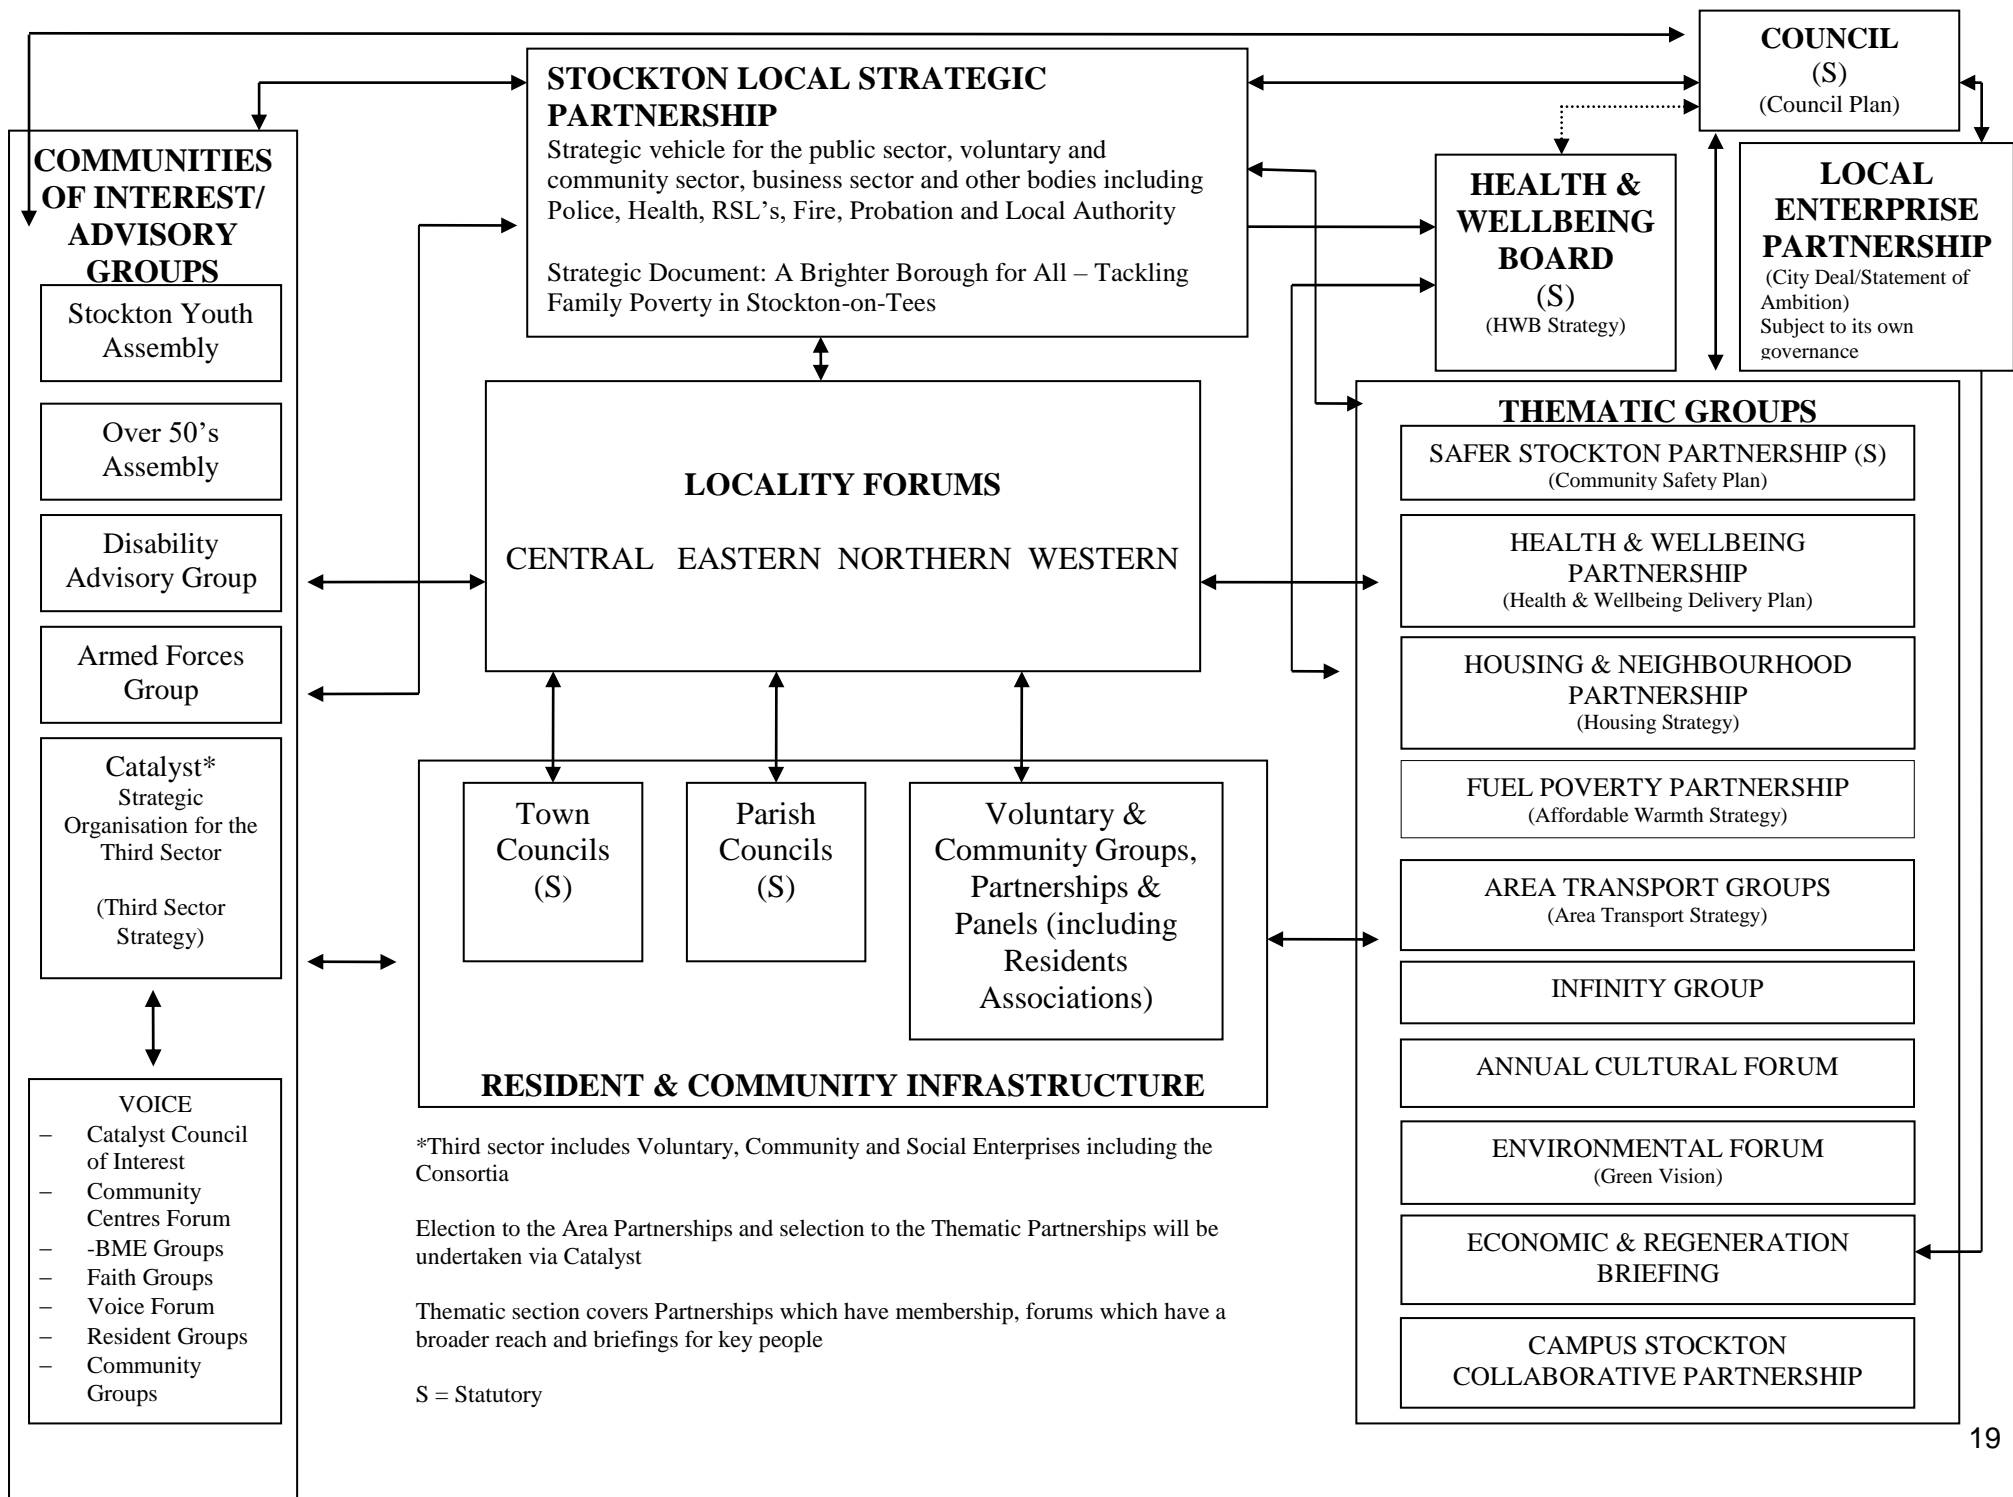 COUNCIL
(S)
(Council Plan)
STOCKTON LOCAL STRATEGIC
PARTNERSHIP
Strategic vehicle for the public sector, voluntary and
community sector, business sector and other bodies including
Police, Health, RSL's, Fire, Probation and Local Authority
Strategic Document: A Brighter Borough for All – Tackling
Family Poverty in Stockton-on-Tees
HEALTH &
WELLBEING
BOARD
(S)
(HWB Strategy)
LOCAL
ENTERPRISE
PARTNERSHIP
(City Deal/Statement of
Ambition)
Subject to its own
governance
COMMUNITIES
OF INTEREST/
ADVISORY
GROUPS
Stockton Youth
Assembly
Over 50's
Assembly
Disability
Advisory Group
Armed Forces
Group
Catalyst*
Strategic
Organisation for the
Third Sector
(Third Sector
Strategy)
VOICE
– Catalyst Council
of Interest
– Community
Centres Forum
– -BME Groups
– Faith Groups
– Voice Forum
– Resident Groups
– Community
Groups
LOCALITY FORUMS
CENTRAL EASTERN NORTHERN WESTERN
Town
Councils
(S)
Parish
Councils
(S)
Voluntary &
Community Groups,
Partnerships &
Panels (including
Residents
Associations)
RESIDENT & COMMUNITY INFRASTRUCTURE
*Third sector includes Voluntary, Community and Social Enterprises including the
Consortia
Election to the Area Partnerships and selection to the Thematic Partnerships will be
undertaken via Catalyst
Thematic section covers Partnerships which have membership, forums which have a
broader reach and briefings for key people
S = Statutory
THEMATIC GROUPS
SAFER STOCKTON PARTNERSHIP (S)
(Community Safety Plan)
HEALTH & WELLBEING
PARTNERSHIP
(Health & Wellbeing Delivery Plan)
HOUSING & NEIGHBOURHOOD
PARTNERSHIP
(Housing Strategy)
FUEL POVERTY PARTNERSHIP
(Affordable Warmth Strategy)
AREA TRANSPORT GROUPS
(Area Transport Strategy)
INFINITY GROUP
ANNUAL CULTURAL FORUM
ENVIRONMENTAL FORUM
(Green Vision)
ECONOMIC & REGENERATION
BRIEFING
CAMPUS STOCKTON
COLLABORATIVE PARTNERSHIP
19